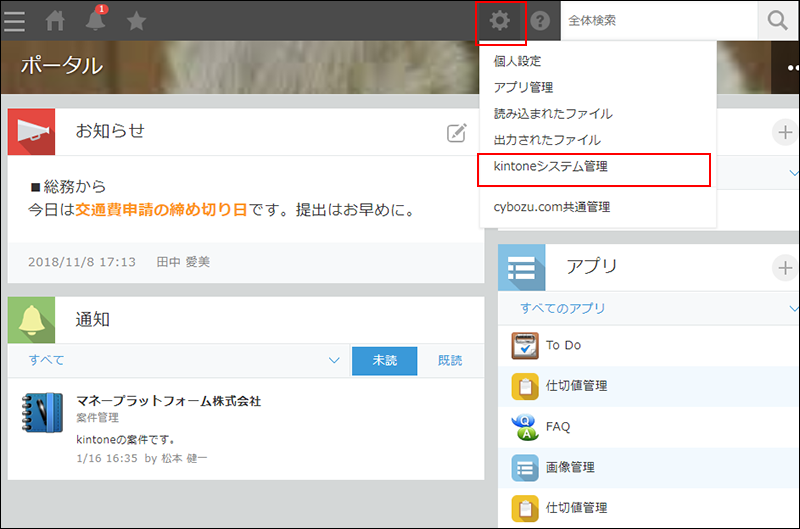 1
全体検索
ポータル
個人設定
アプリ管理
読み込まれたファイル
出力されたファイル
kintoneシステム管理
cybozu.com共通管理
お知らせ
■総務から
今日は交通費申請の締め切り日です。提出はお早めに。
2018/11/8 17:13 田中 愛美
通知
すべて 未読 既読
マネープラットフォーム株式会社
案件管理
kintoneの案件です。
1/16 16:35 by 松本 健一
アプリ
すべてのアプリ
To Do
仕切値管理
Q
A
FAQ
画像管理
仕切値管理